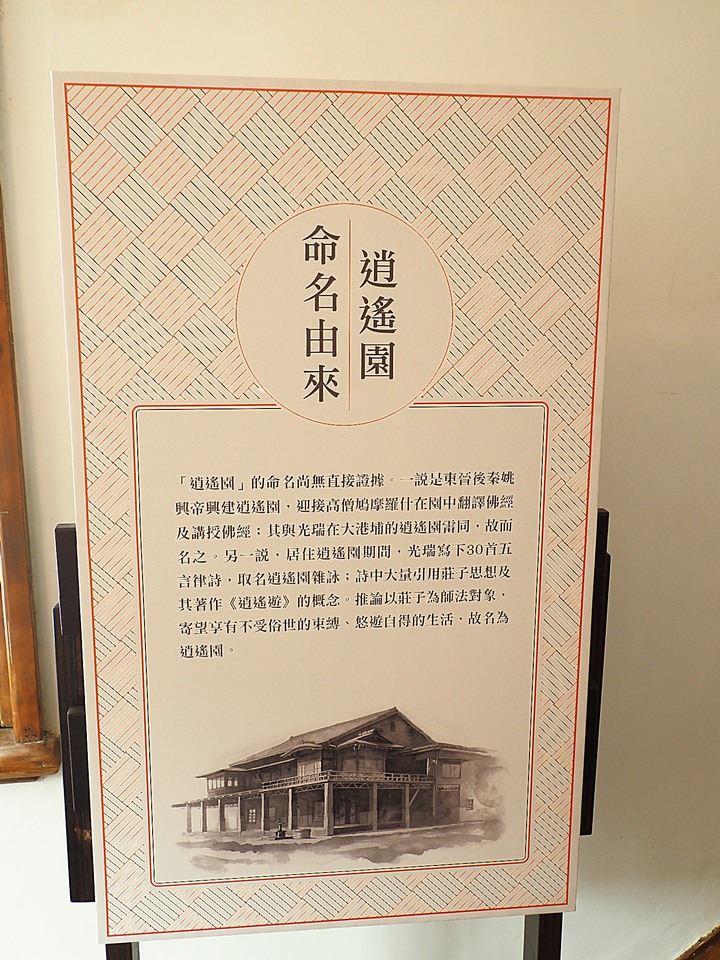 逍遙園
命名由來
「逍遙園」的命名尚無直接證據。一說是東晉後秦姚
興帝興建逍遙園，迎接高僧鳩摩羅什在園中翻譯佛經
及講授佛經；其與光瑞在大港埔的逍遙園雷同，故而
名之。另一說，居住逍遙園期間，光瑞寫下30首五
言律詩，取名逍遙園雜詠；詩中大量引用莊子思想及
其著作《逍遙遊》的概念。推論以莊子為師法對象，
寄望享有不受俗世的束縛、悠遊自得的生活，故名為
逍遙園。